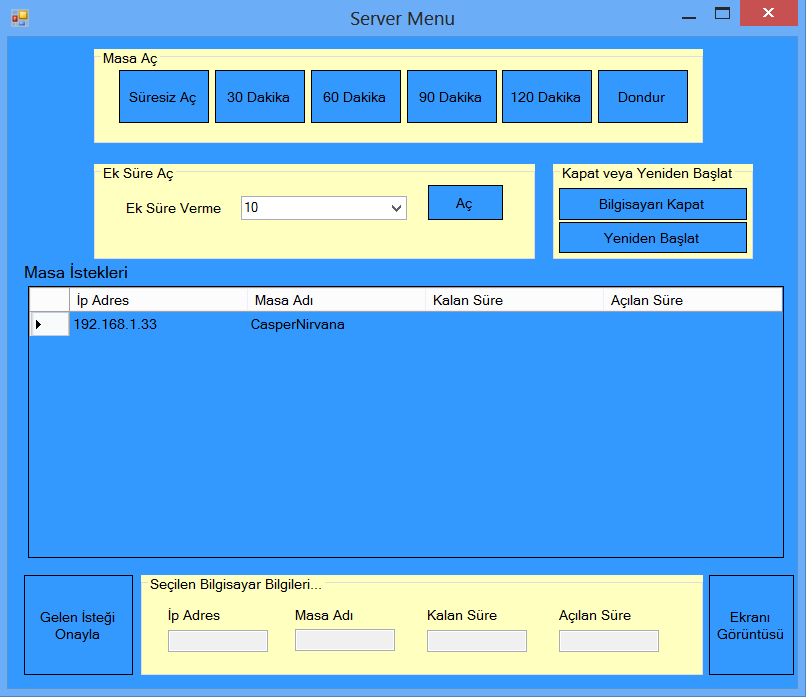 Server Menu
Masa Aç
Süresiz Aç
30 Dakika
60 Dakika
90 Dakika
120 Dakika
Dondur
Ek Süre Aç
Ek Süre Verme
10
Aç
Kapat veya Yeniden Başlat
Bilgisayarı Kapat
Yeniden Başlat
Masa İstekleri
İp Adres
Masa Adı
Kalan Süre
Açılan Süre
192.168.1.33
CasperNirvana
Gelen İsteği
Onayla
Seçilen Bilgisayar Bilgileri...
İp Adres
Masa Adı
Kalan Süre
Açılan Süre
Ekranı
Görüntüsü